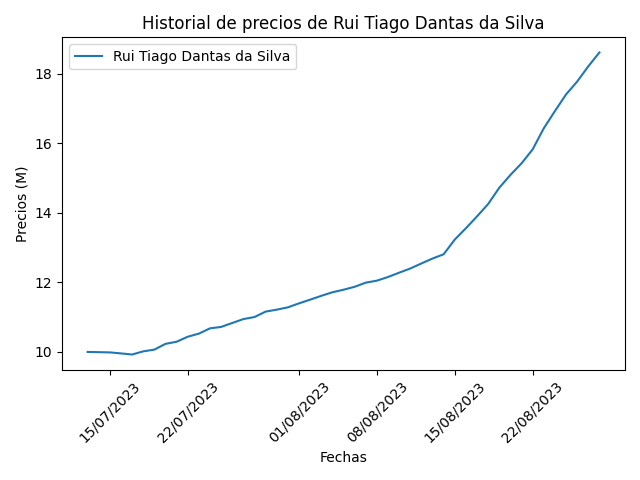 Historial de precios de Rui Tiago Dantas da Silva
Rui Tiago Dantas da Silva
Precios (M)
18
16
14
12
10
15/07/2023
22/07/2023
01/08/2023
08/08/2023
15/08/2023
22/08/2023
Fechas